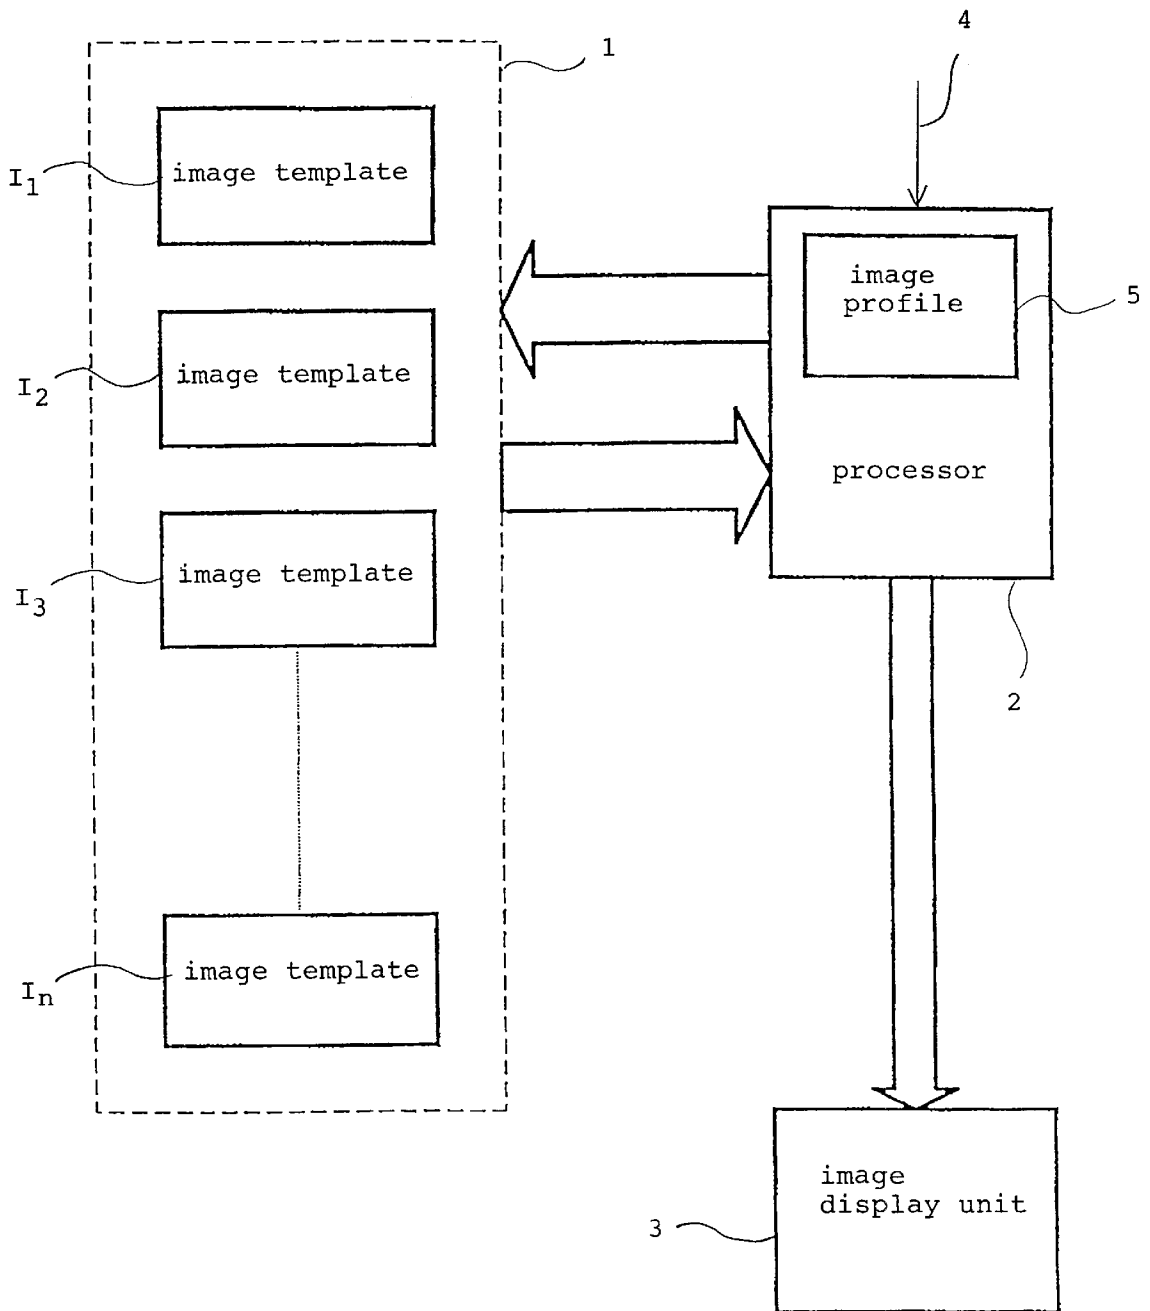 4
1
I1
image template
image
profile
5
I2
image template
processor
I3
image template
2
In
image template
image
display unit
3